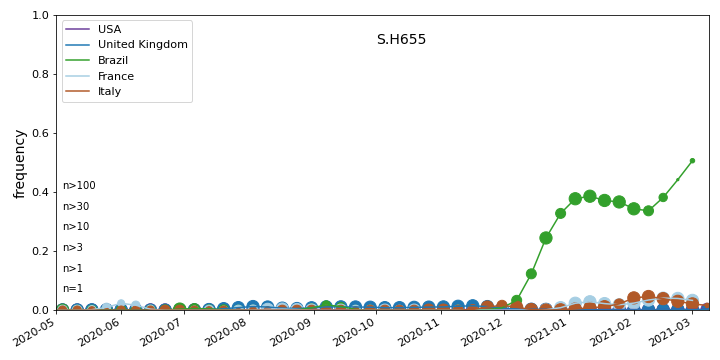 S.H655
USA
United Kingdom
Brazil
France
Italy
frequency
1.0
0.8
0.6
0.4
0.2
0.0
n>100
n>30
n>10
n>3
n>1
n=1
2020-05
2020-06
2020-07
2020-08
2020-09
2020-10
2020-11
2020-12
2021-01
2021-02
2021-03